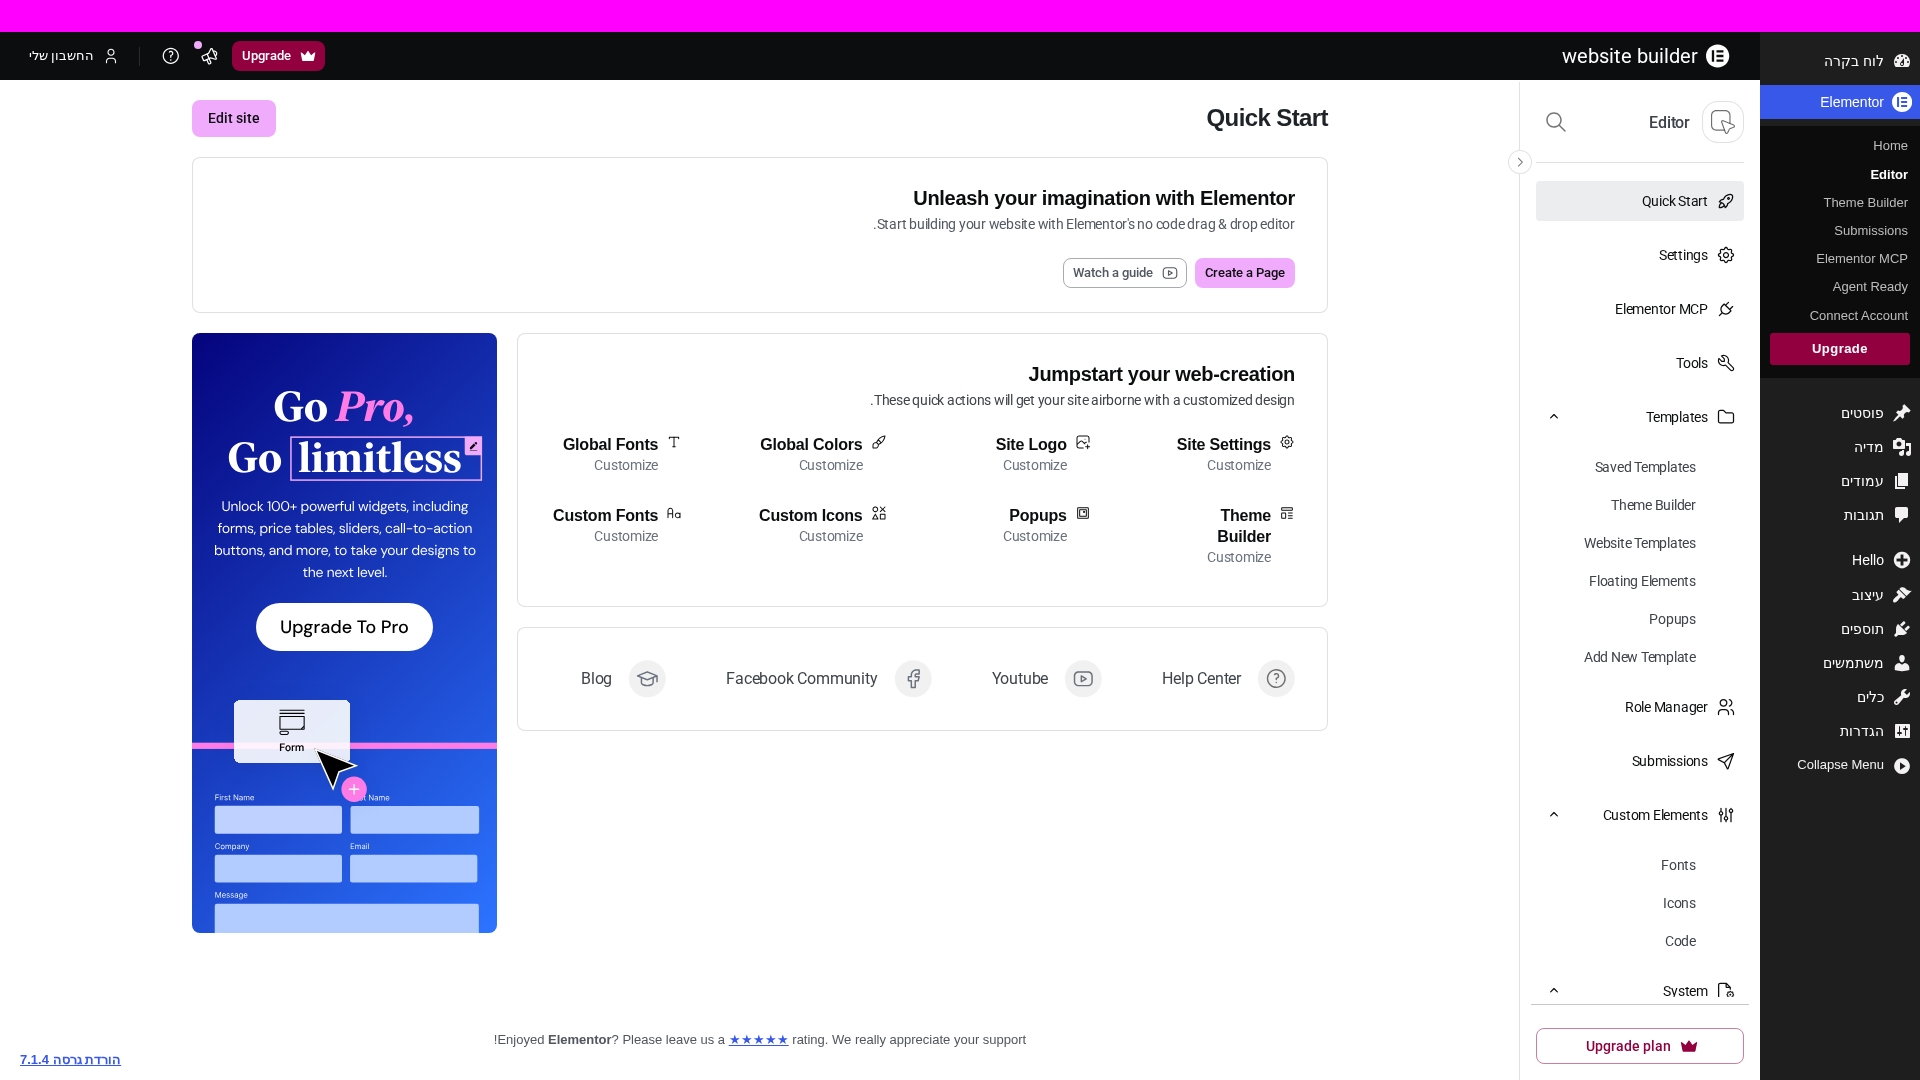 לוח בקרה
Elementor
Home
Editor
Theme Builder
Submissions
Elementor MCP
Agent Ready
Connect Account
Upgrade
פוסטים
מדיה
עמודים
תגובות
Hello
עיצוב
תוספים
משתמשים
כלים
הגדרות
Collapse Menu
website builder
Upgrade
החשבון שלי
Editor
Quick Start
Settings
Elementor MCP
Tools
Templates
Saved Templates
Theme Builder
Website Templates
Floating Elements
Popups
Add New Template
Role Manager
Submissions
Custom Elements
Fonts
Icons
Code
System
Upgrade plan
Quick Start
Edit site
Unleash your imagination with Elementor
.Start building your website with Elementor's no code drag & drop editor
Create a Page
Watch a guide
Jumpstart your web-creation
.These quick actions will get your site airborne with a customized design
Site Settings
Customize
Site Logo
Customize
Global Colors
Customize
Global Fonts
Customize
Theme
Builder
Customize
Popups
Customize
Custom Icons
Customize
Custom Fonts
Customize
Help Center
Youtube
Facebook Community
Blog
Go Pro,
Go limitless
Unlock 100+ powerful widgets, including
forms, price tables, sliders, call-to-action
buttons, and more, to take your designs to
the next level.
Upgrade To Pro
Form
First Name
Name
Company
Email
Message
!Enjoyed Elementor? Please leave us a ★★★★★ rating. We really appreciate your support
הורדת גרסה 7.1.4